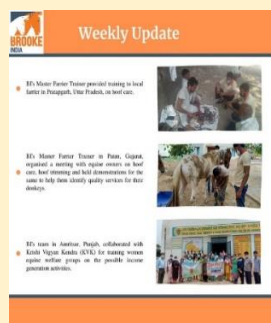 BROOKE
INDIA
Weekly Update
BI's Master Farrier Trainer provided training to local
farrier in Pratapgarh, Uttar Pradesh, on hoof care.
BI's Master Farrier Trainer in Patan, Gujarat,
organised a meeting with equine owners on hoof
care, hoof trimming and held demonstrations for the
same to help them identify quality services for their
donkeys.
BI's team in Amritsar, Punjab, collaborated with
Krishi Vigyan Kendra (KVK) for training women
equine welfare groups on the possible income
generation activities.